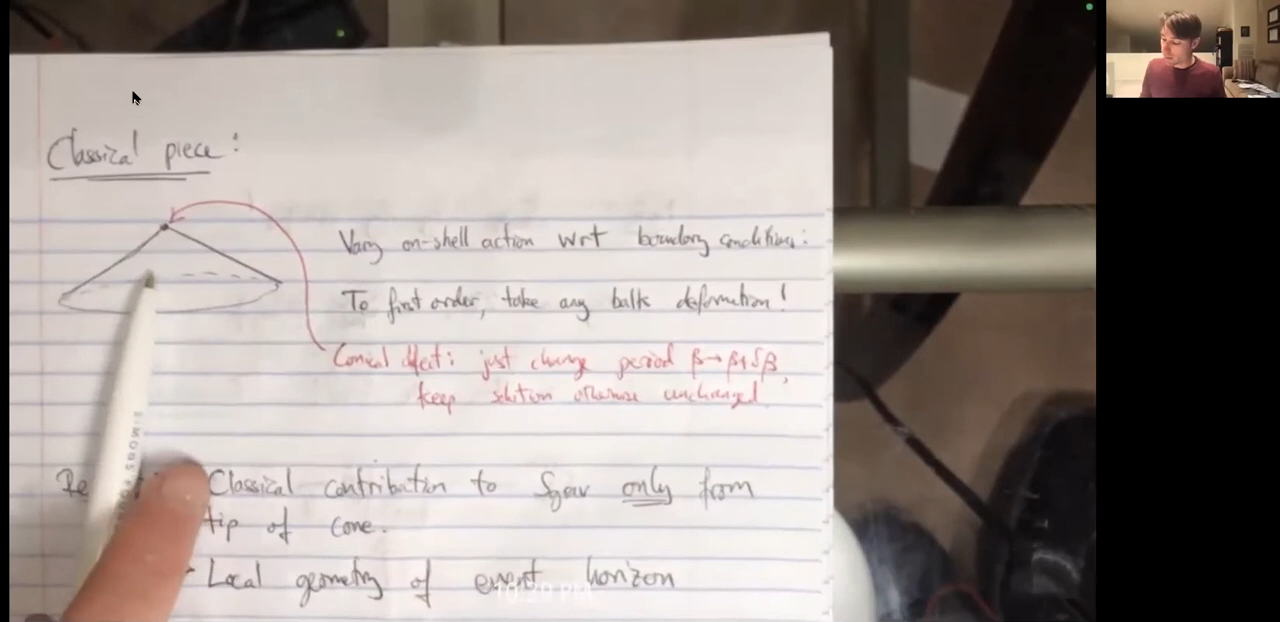 Classical piece:
Vary on-shell action wrt boundary conditions:
To first order, take any bulk deformation!
Conical defect: just change period β→β+δβ,
keep solution otherwise unchanged
Classical contribution to Sgrav only from
tip of cone.
- Local geometry of event horizon